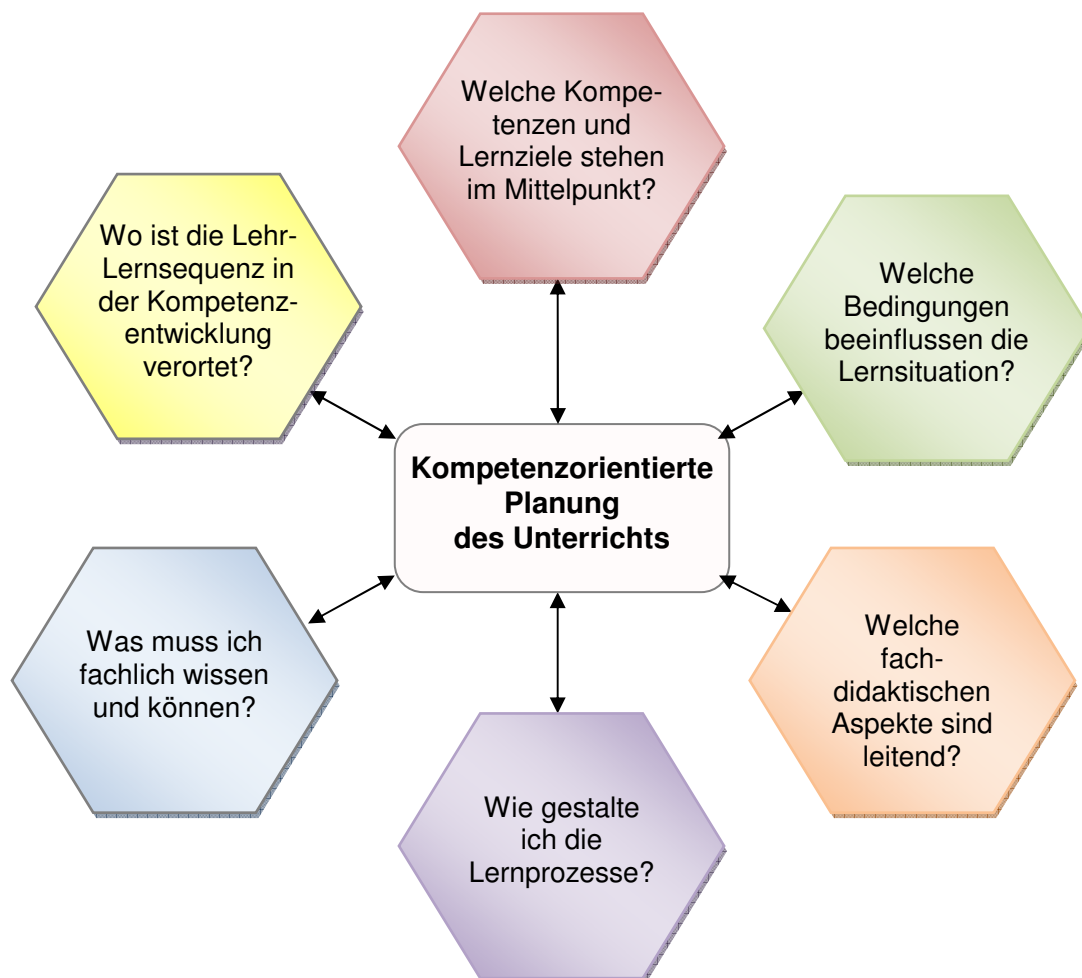 Welche Kompe-
tenzen und
Lernziele stehen
im Mittelpunkt?
Wo ist die Lehr-
Lernsequenz in
der Kompetenz-
entwicklung
verortet?
Welche
Bedingungen
beeinflussen die
Lernsituation?
Kompetenzorientierte
Planung
des Unterrichts
Was muss ich
fachlich wissen
und können?
Welche
fach-
didaktischen
Aspekte sind
leitend?
Wie gestalte
ich die
Lernprozesse?